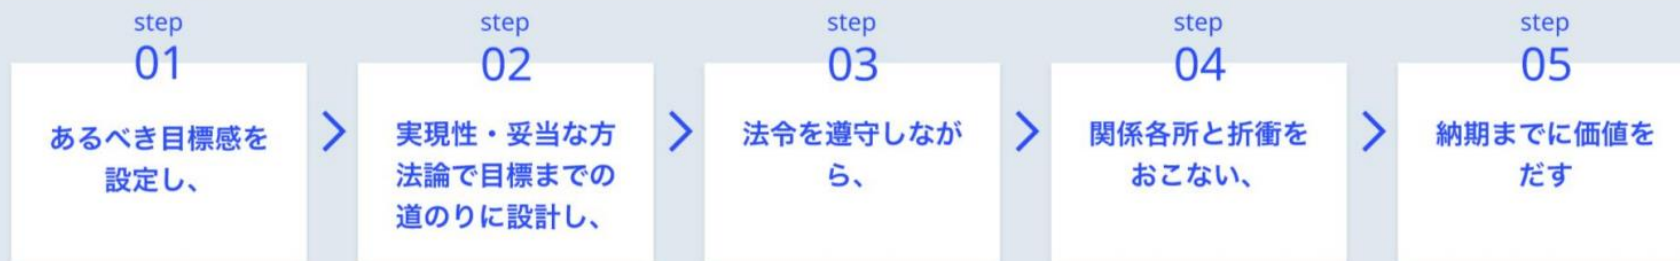 step
01
あるべき目標感を
設定し、
step
02
実現性・妥当な方
法論で目標までの
道のりに設計し、
step
03
法令を遵守しなが
ら、
step
04
関係各所と折衝を
おこない、
step
05
納期までに価値を
だす